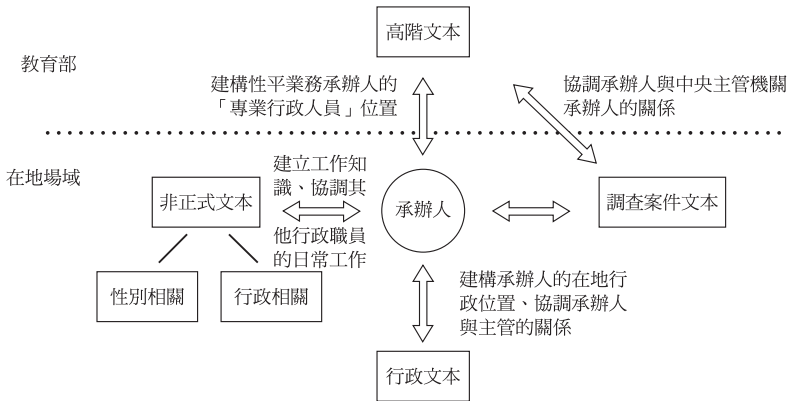 高階文本
教育部
建構性平業務承辦人的
「專業行政人員」位置
協調承辦人與中央主管機關
承辦人的關係
在地場域
建立工作知
識、協調其
非正式文本
承辦人
調查案件文本
他行政職員
的日常工作
性別相關
行政相關
建構承辦人的在地行
政位置、協調承辦人
與主管的關係
行政文本